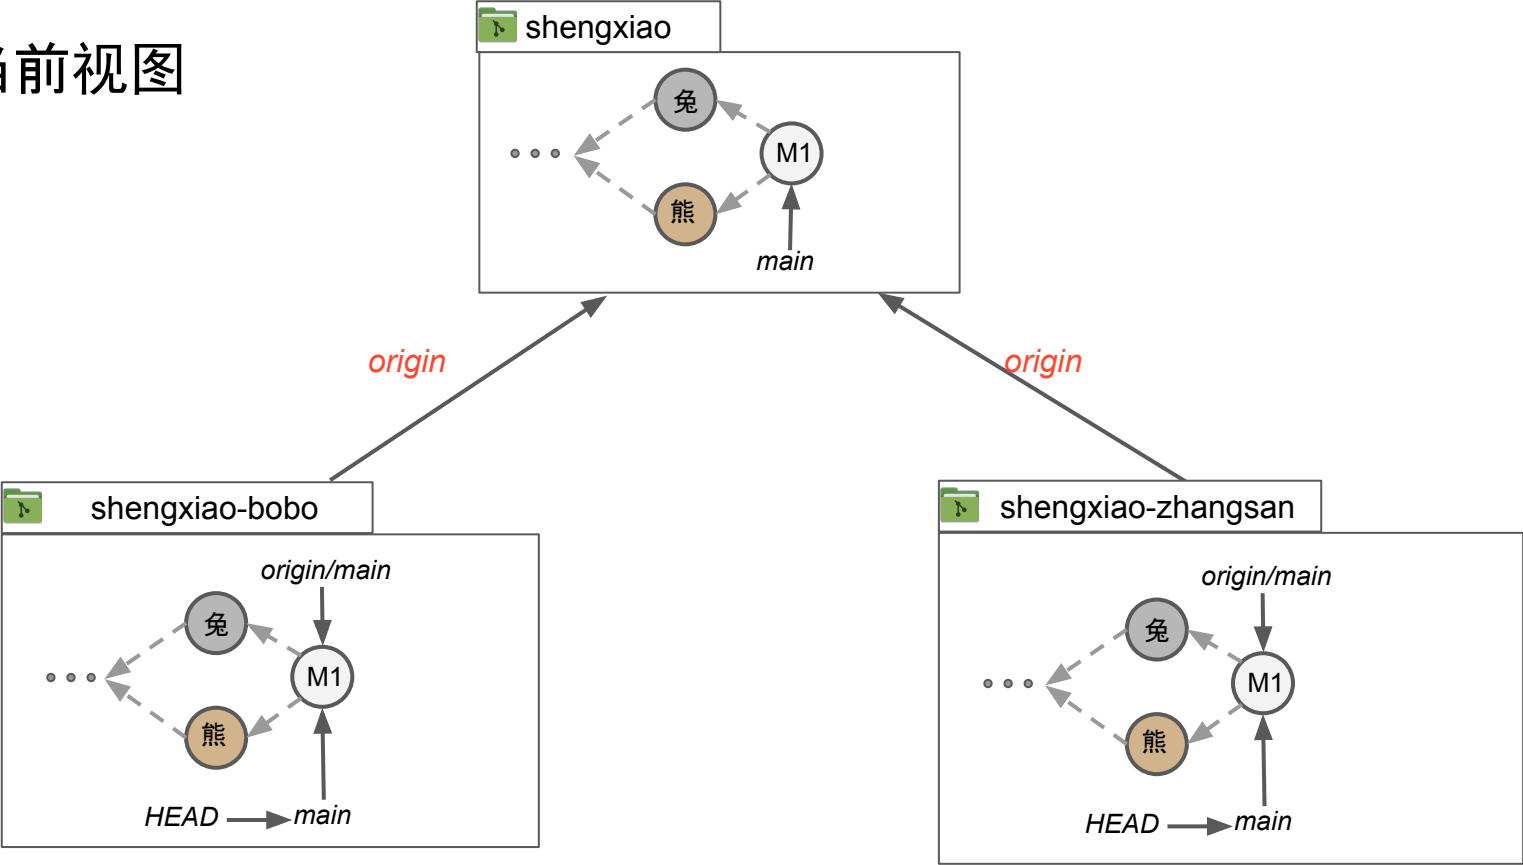 前视图
shengxiao
兔
M1
熊
main
origin
origin
shengxiao-bobo
origin/main
兔
M1
熊
HEAD
main
shengxiao-zhangsan
origin/main
兔
M1
熊
HEAD
main